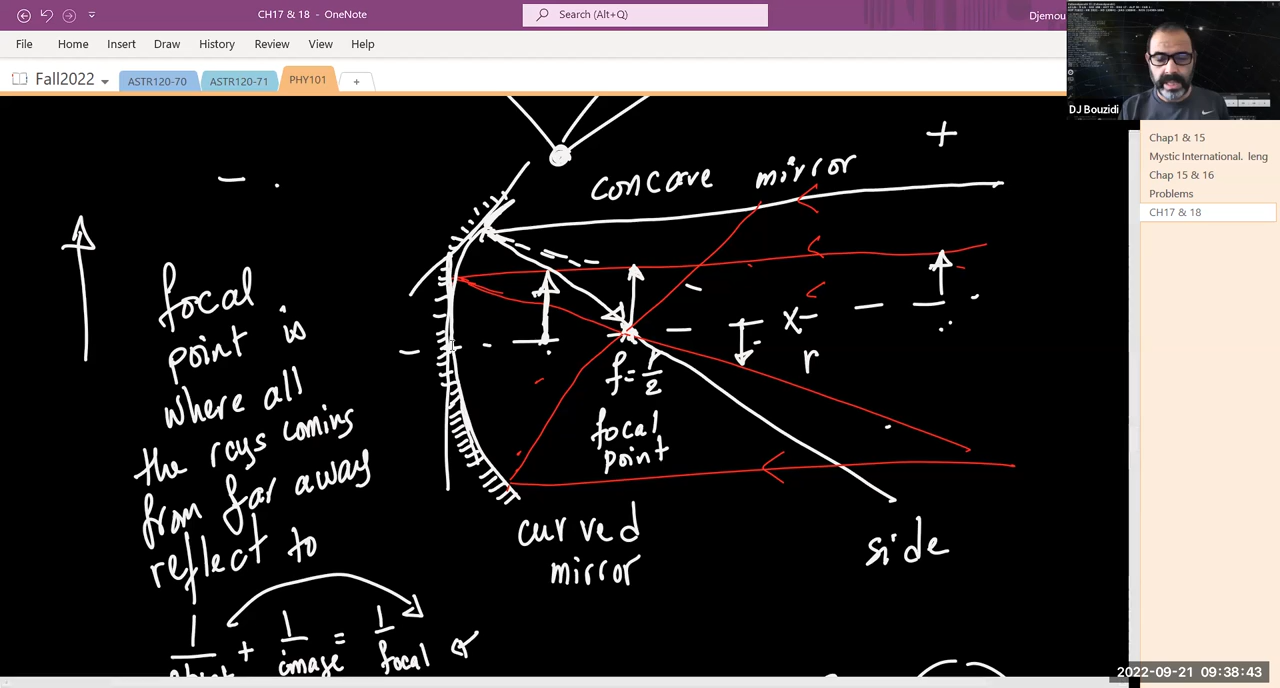 CH17 & 18 - OneNote
Search (Alt+Q)
Djemou
File Home Insert Draw History Review View Help
Fall2022 ASTR120-70 ASTR120-71 PHY101 +
DJ Bouzidi
Chap1 & 15
Mystic International. leng
Chap 15 & 16
Problems
CH17 & 18
- .
+
concave mirror
focal
point is
where all
the rays coming
from far away
reflect to
f = r/2
focal
point
r
curved
mirror
side
1/object + 1/image = 1/focal
2022-09-21 09:38:43